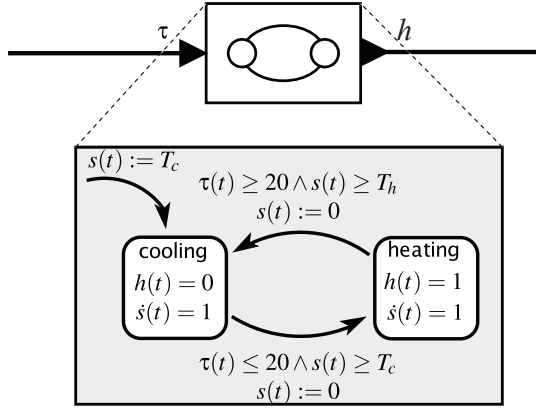 τ
h
s(t) := T_c
τ(t) ≥ 20 ∧ s(t) ≥ T_h
s(t) := 0
cooling
h(t) = 0
ṡ(t) = 1
heating
h(t) = 1
ṡ(t) = 1
τ(t) ≤ 20 ∧ s(t) ≥ T_c
s(t) := 0